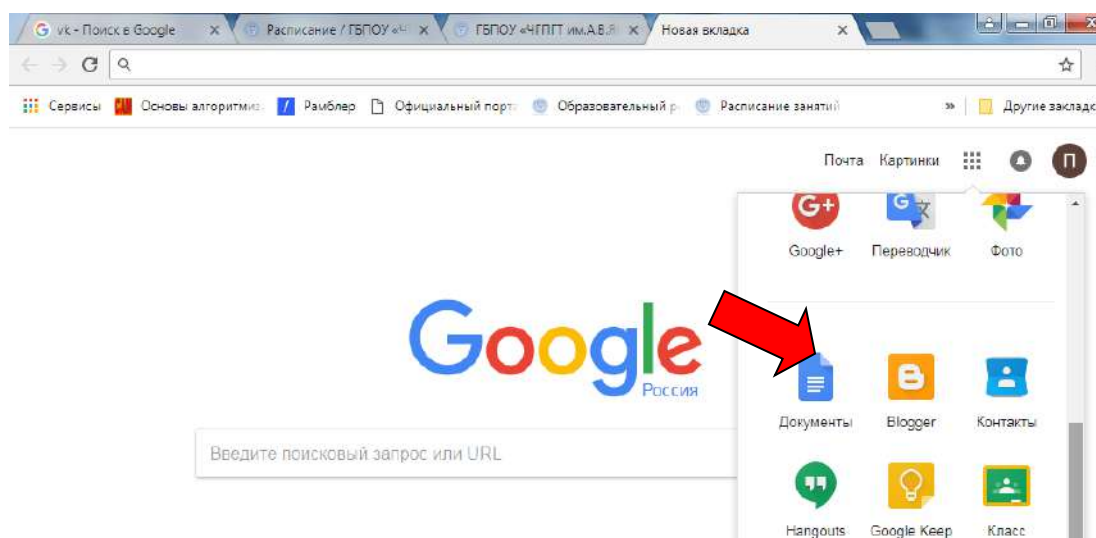 vk - Поиск в Google
Расписание / ГБПОУ «Ч
ГБПОУ «ЧГПГТ им.А.В.Я
Новая вкладка
Сервисы
Основы алгоритмиз
Рамблер
Официальный порт
Образовательный р
Расписание занятий
»
Другие закладк
Почта
Картинки
П
G+
Google+
Переводчик
Фото
Google
Россия
Документы
Blogger
Контакты
Введите поисковый запрос или URL
Hangouts
Google Keep
Класс